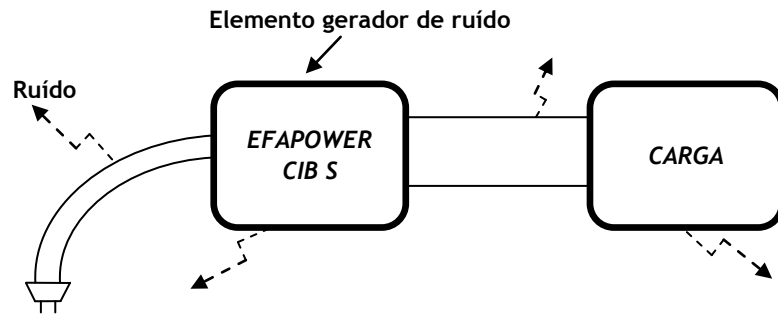 Elemento gerador de ruído
Ruído
EFAPOWER
CIB S
CARGA